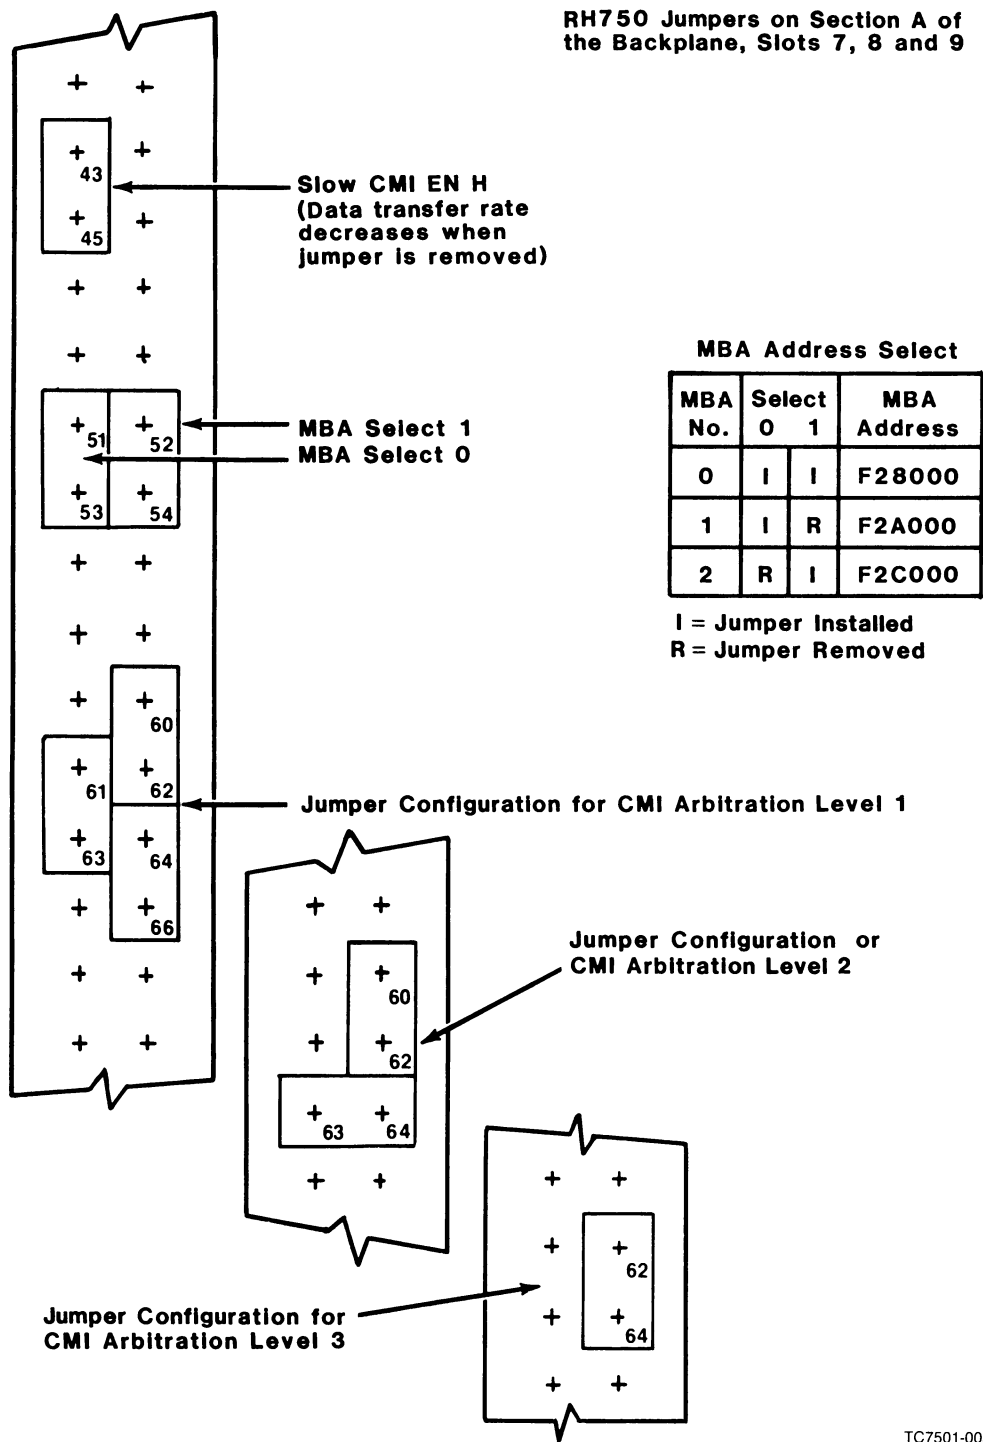 RH750 Jumpers on Section A of
the Backplane, Slots 7, 8 and 9
43
45
Slow CMI EN H
(Data transfer rate
decreases when
jumper is removed)
51 52
53 54
MBA Select 1
MBA Select 0
MBA Address Select
MBA No. Select 0 1 MBA Address
0 I I F28000
1 I R F2A000
2 R I F2C000
I = Jumper Installed
R = Jumper Removed
60
61 62
63 64
66
Jumper Configuration for CMI Arbitration Level 1
60
62
63 64
Jumper Configuration or
CMI Arbitration Level 2
62
64
Jumper Configuration for
CMI Arbitration Level 3
TC7501-00